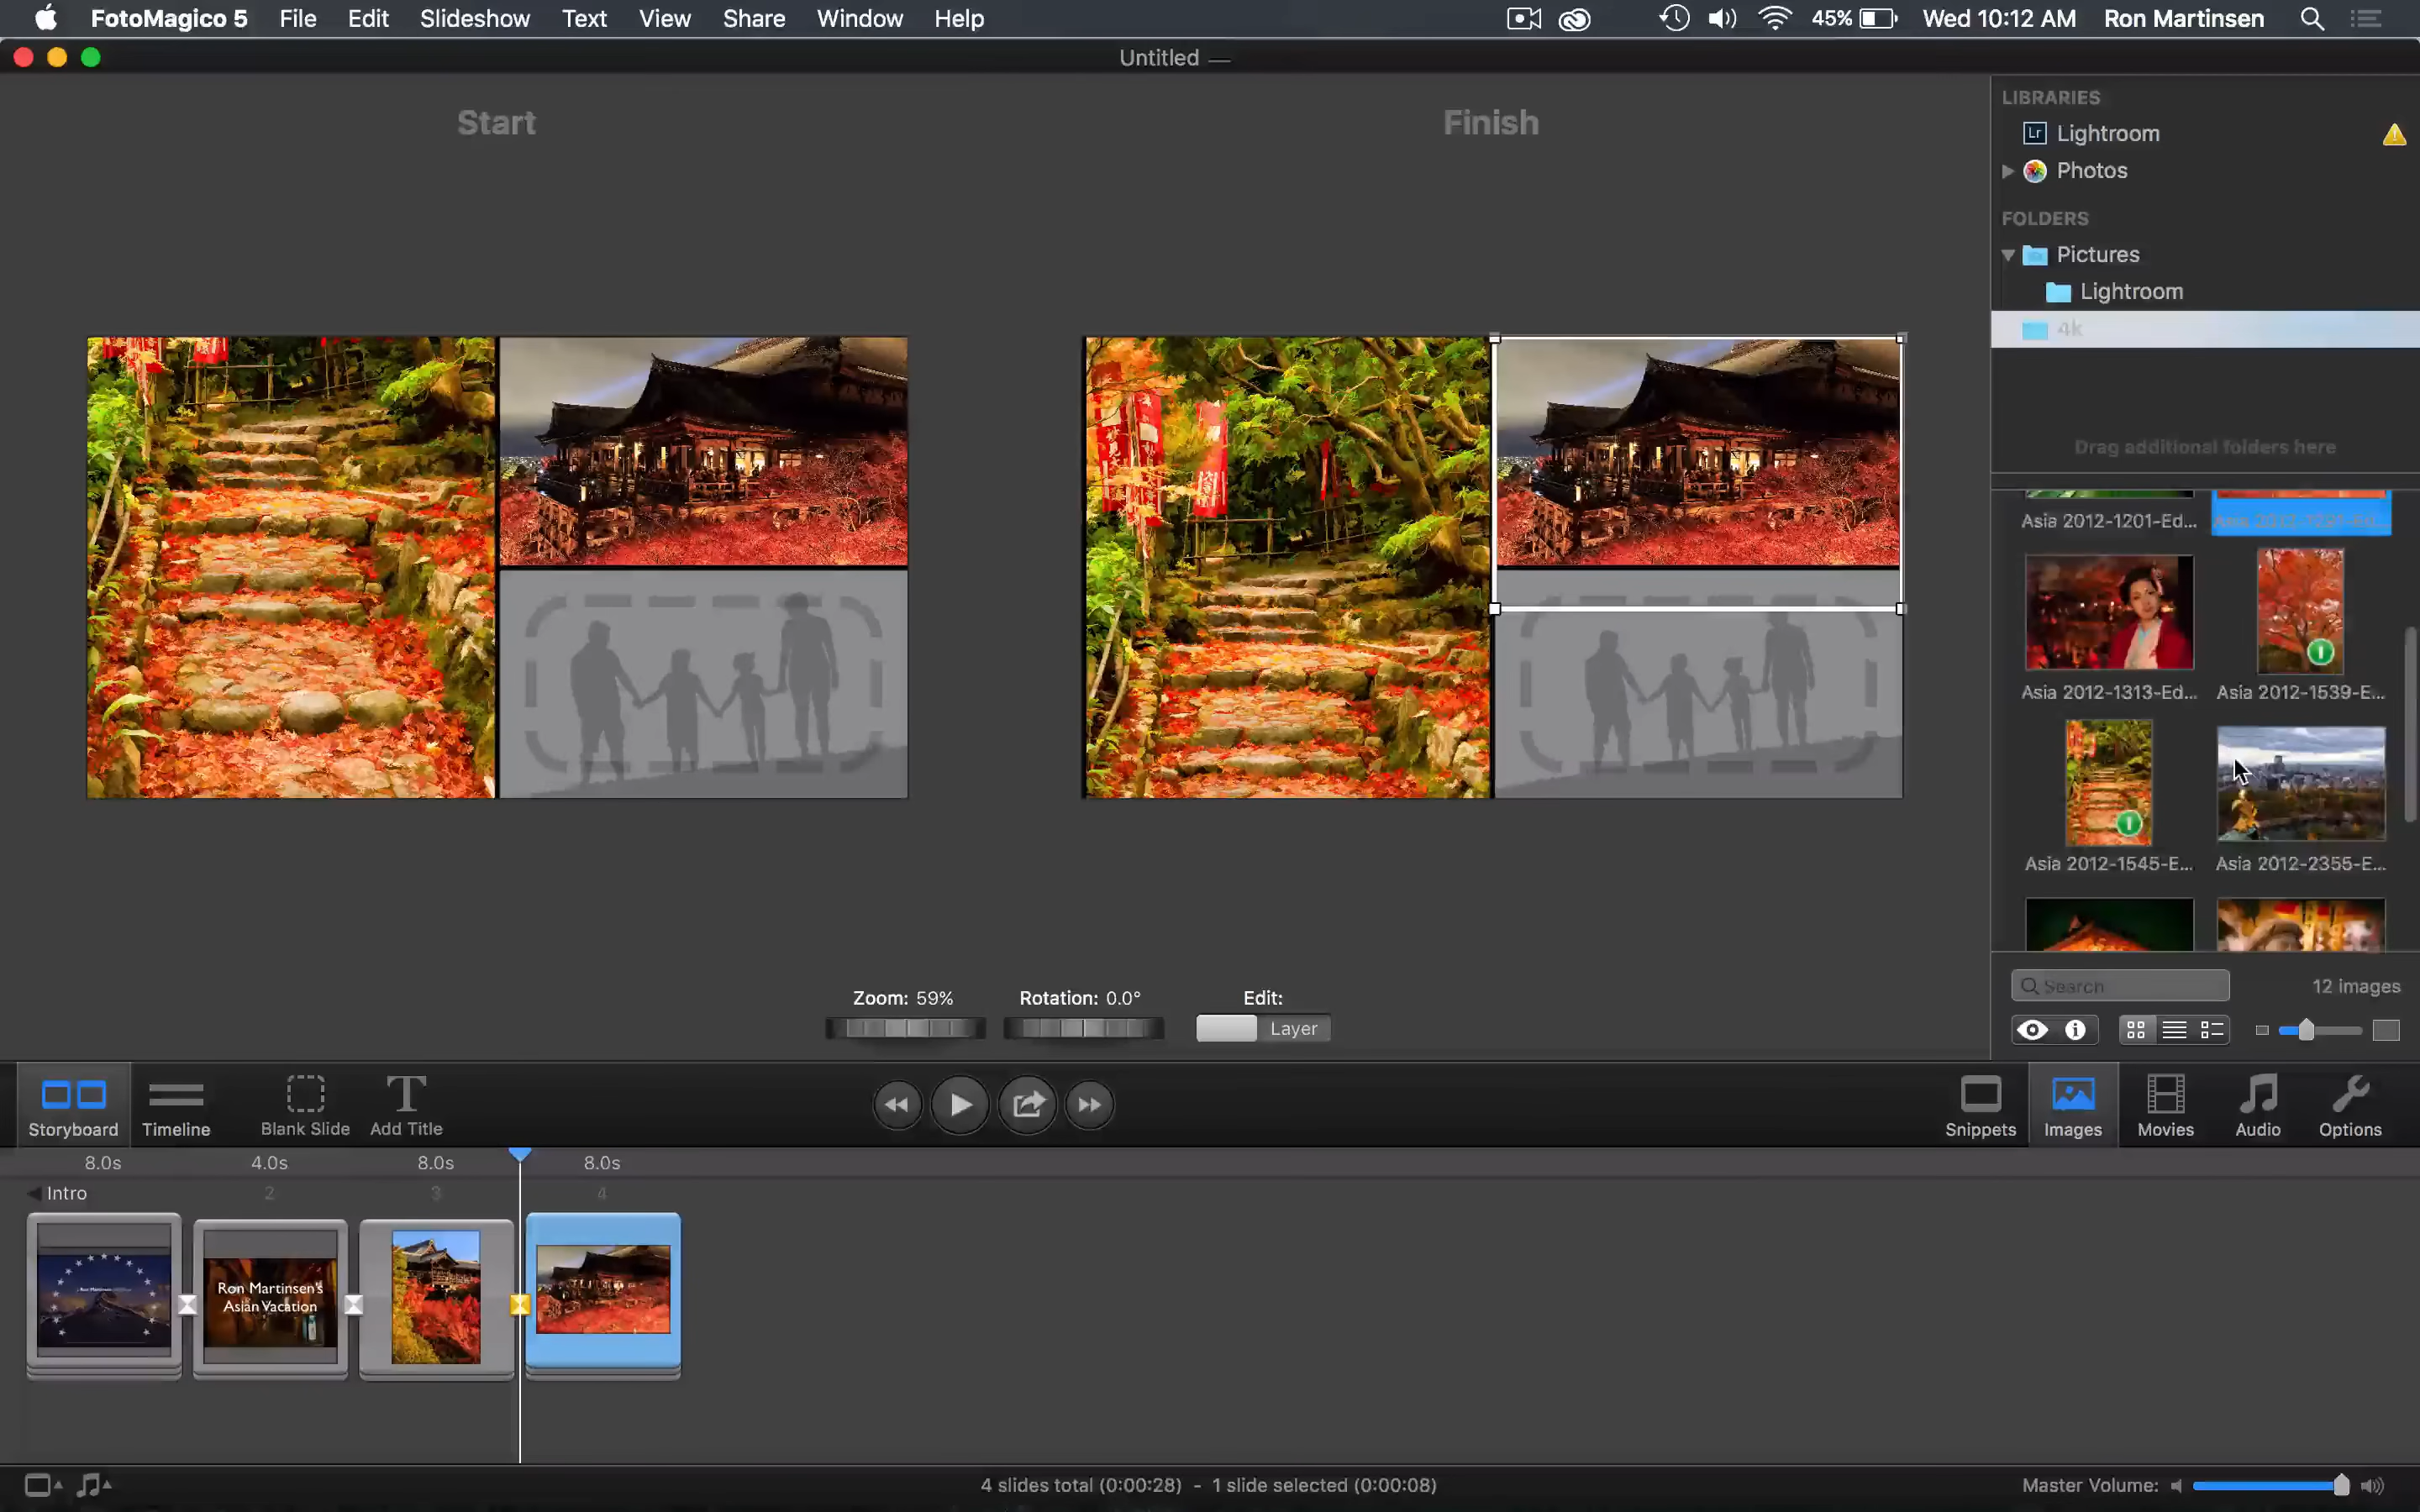 FotoMagico 5 File Edit Slideshow Text View Share Window Help 45% Wed 10:12 AM Ron Martinsen
Untitled —
Start
Finish
LIBRARIES
Lr Lightroom
Photos
FOLDERS
Pictures
Lightroom
4k
Drag additional folders here
Asia 2012-1201-Ed...
Asia 2012-1313-Ed... Asia 2012-1539-E...
Asia 2012-1545-E... Asia 2012-2355-E...
Search 12 images
Zoom: 59% Rotation: 0.0° Edit:
Layer
Storyboard Timeline Blank Slide Add Title
Snippets Images Movies Audio Options
8.0s 4.0s 8.0s 8.0s
Intro 2 3 4
Ron Martinsen's
Asian Vacation
4 slides total (0:00:28) - 1 slide selected (0:00:08)
Master Volume: